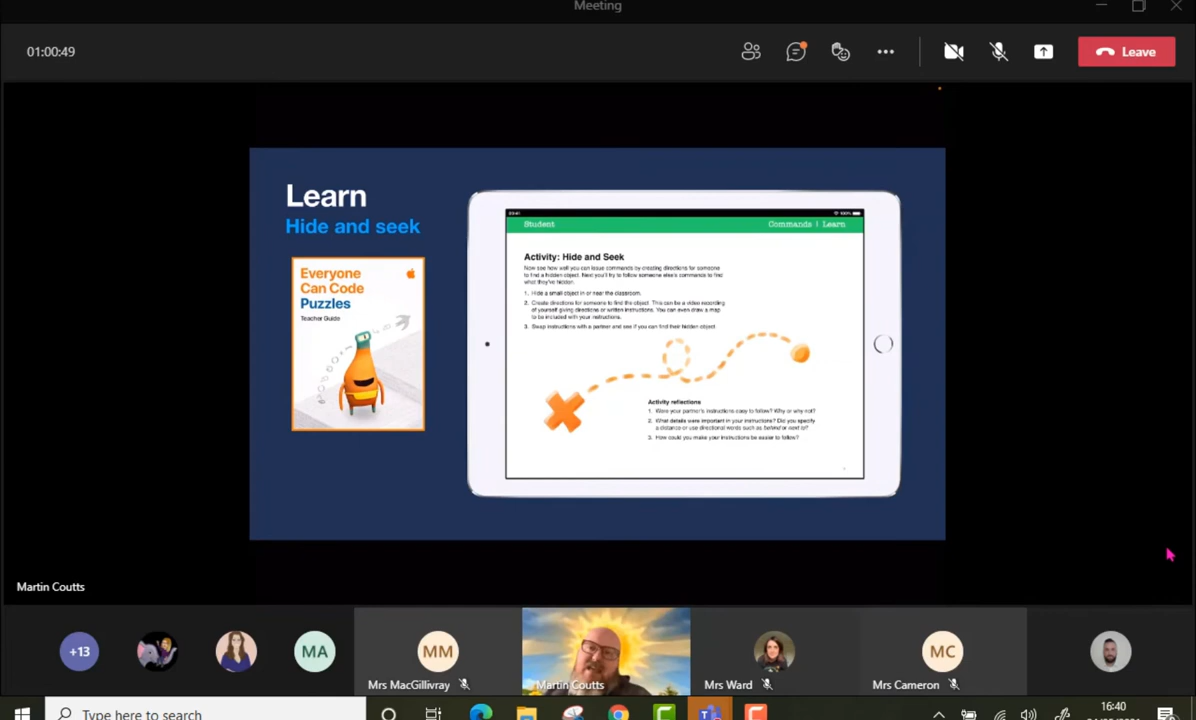 Meeting
01:00:49
Leave
Learn
Hide and seek
Everyone
Can Code
Puzzles
Teacher Guide
Student
Commands | Learn
Activity: Hide and Seek
Now see how well you can issue commands by creating directions for someone
to find a hidden object. Next you'll try to follow someone else's commands to find
what they've hidden.
1. Hide a small object in or near the classroom.
2. Create directions for someone to find the object. This can be a video recording
of yourself giving directions or written instructions. You can even draw a map
to be included with your instructions.
3. Swap instructions with a partner and see if you can find their hidden object.
Activity reflections
1. Were your partner's instructions easy to follow? Why or why not?
2. What details were important in your instructions? Did you specify
a distance or use directional words such as behind or next to?
3. How could you make your instructions be easier to follow?
Martin Coutts
+13
MA
MM
Mrs MacGillivray
Martin Coutts
Mrs Ward
MC
Mrs Cameron
Type here to search
16:40